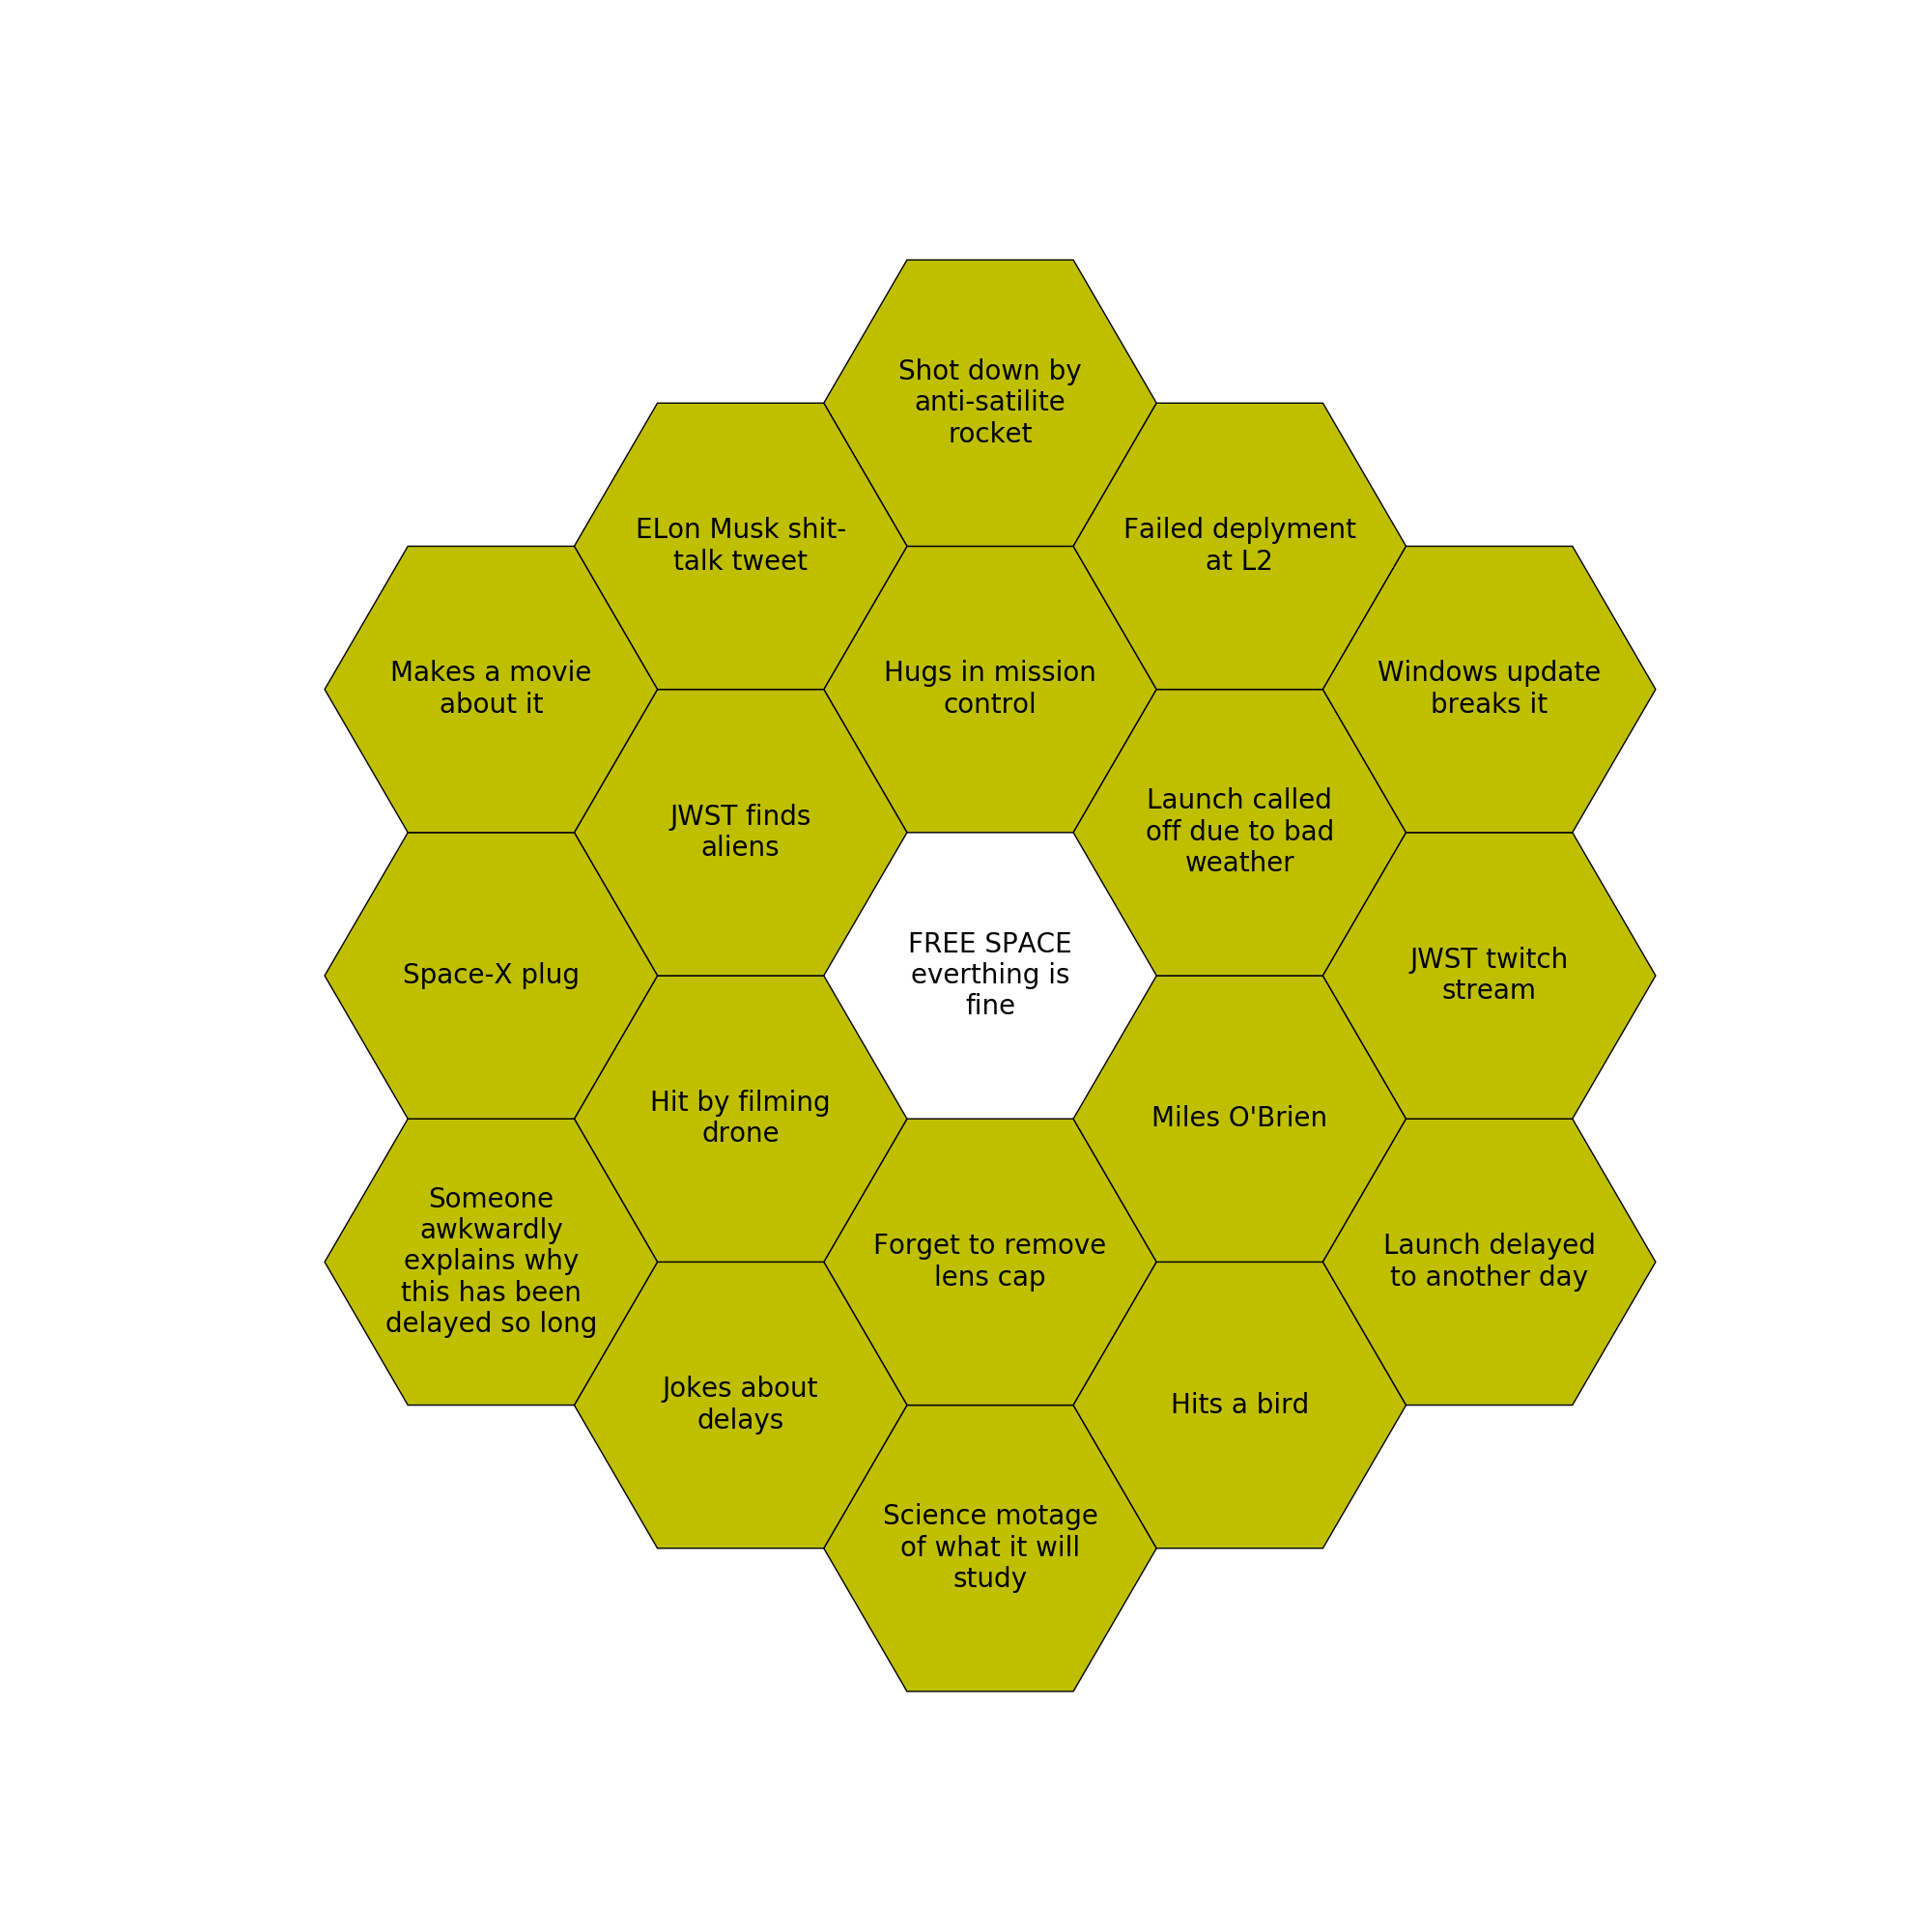 Shot down by
anti-satilite
rocket
ELon Musk shit-
talk tweet
Failed deplyment
at L2
Makes a movie
about it
Hugs in mission
control
Windows update
breaks it
JWST finds
aliens
Launch called
off due to bad
weather
Space-X plug
FREE SPACE
everthing is
fine
JWST twitch
stream
Hit by filming
drone
Miles O'Brien
Someone
awkwardly
explains why
this has been
delayed so long
Forget to remove
lens cap
Launch delayed
to another day
Jokes about
delays
Hits a bird
Science motage
of what it will
study